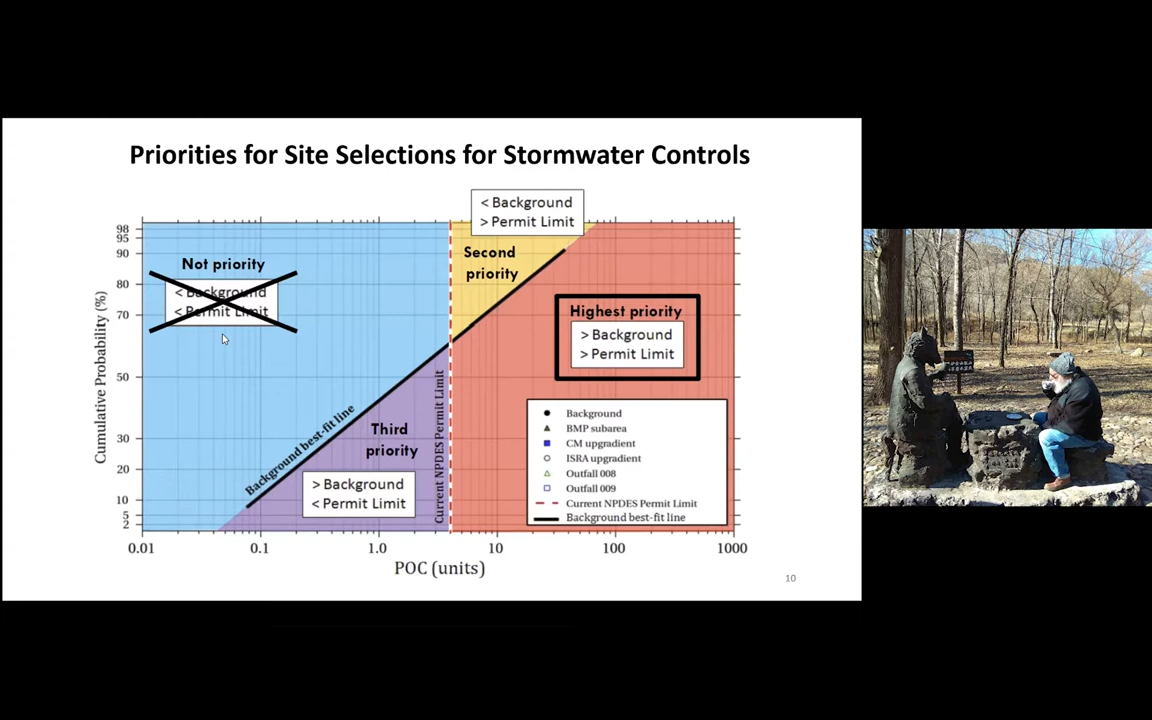 Priorities for Site Selections for Stormwater Controls
< Background
> Permit Limit
Not priority
< Background
< Permit Limit
Second
priority
Highest priority
> Background
> Permit Limit
Third
priority
> Background
< Permit Limit
Background best-fit line
Current NPDES Permit Limit
Background
BMP subarea
CM upgradient
ISRA upgradient
Outfall 008
Outfall 009
Current NPDES Permit Limit
Background best-fit line
Cumulative Probability (%)
98
95
90
80
70
50
30
20
10
5
2
0.01 0.1 1.0 10 100 1000
POC (units)
10